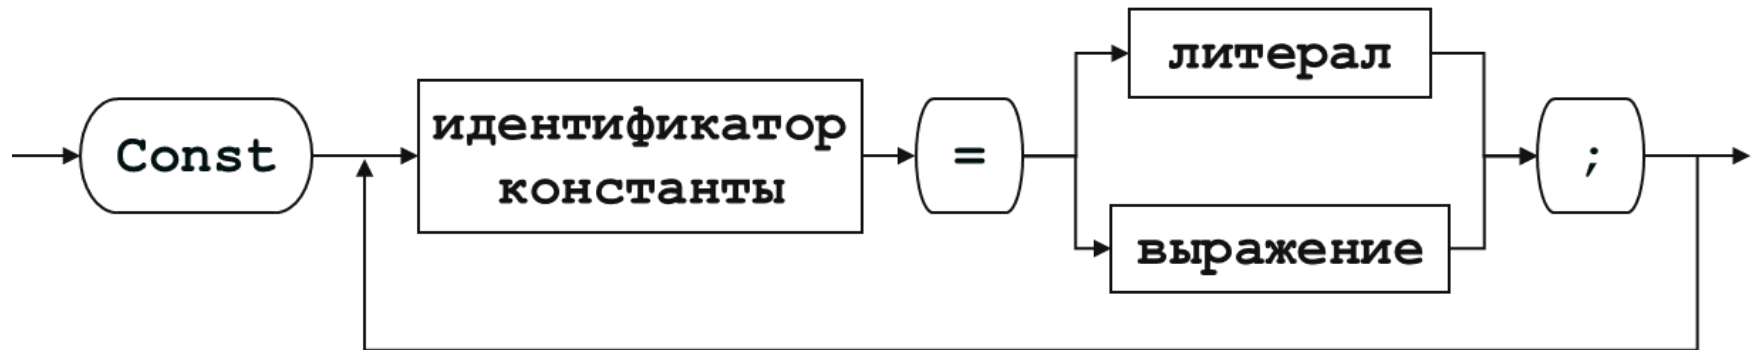 Const
идентификатор
константы
=
литерал
выражение
;